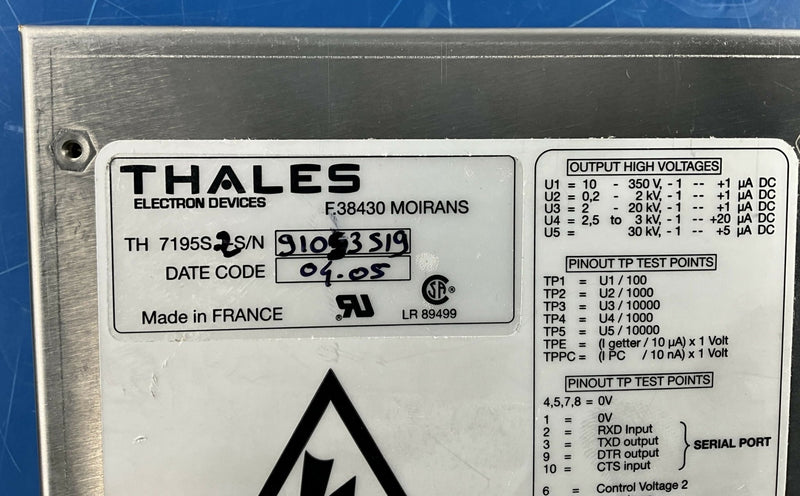 THALES
ELECTRON DEVICES
F.38430 MOIRANS
TH 7195S2-S/N 91053519
DATE CODE 04.05
Made in FRANCE
LR 89499
OUTPUT HIGH VOLTAGES
U1 = 10 - 350 V, - 1 -- +1 µA DC
U2 = 0,2 - 2 kV, - 1 -- +1 µA DC
U3 = 2 - 20 kV, - 1 -- +1 µA DC
U4 = 2,5 to 3 kV, - 1 -- +20 µA DC
U5 = 30 kV, - 1 -- +5 µA DC
PINOUT TP TEST POINTS
TP1 = U1 / 100
TP2 = U2 / 1000
TP3 = U3 / 10000
TP4 = U4 / 1000
TP5 = U5 / 10000
TPE = (I getter / 10 µA) x 1 Volt
TPPC = (I PC / 10 nA) x 1 Volt
PINOUT TP TEST POINTS
4,5,7,8 = 0V
1 = 0V
2 = RXD Input
3 = TXD output
9 = DTR output
10 = CTS input
SERIAL PORT
6 = Control Voltage 2